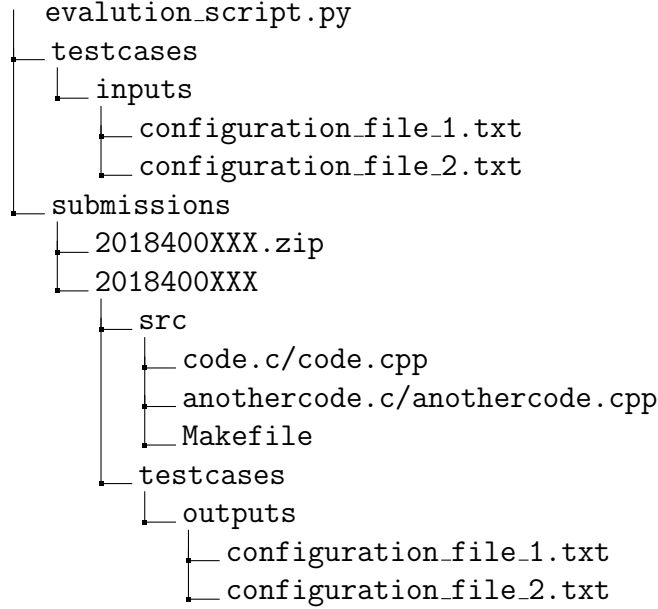 evalution_script.py
testcases
inputs
configuration_file_1.txt
configuration_file_2.txt
submissions
2018400XXX.zip
2018400XXX
src
code.c/code.cpp
anothercode.c/anothercode.cpp
Makefile
testcases
outputs
configuration_file_1.txt
configuration_file_2.txt